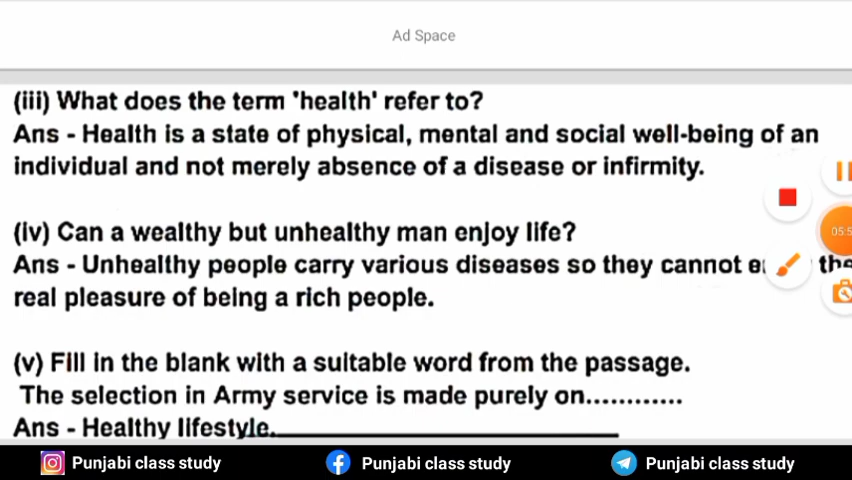 Ad Space
(iii) What does the term 'health' refer to?
Ans - Health is a state of physical, mental and social well-being of an
individual and not merely absence of a disease or infirmity.
(iv) Can a wealthy but unhealthy man enjoy life?
Ans - Unhealthy people carry various diseases so they cannot the
real pleasure of being a rich people.
(v) Fill in the blank with a suitable word from the passage.
The selection in Army service is made purely on............
Ans - Healthy lifestyle.
Punjabi class study Punjabi class study Punjabi class study